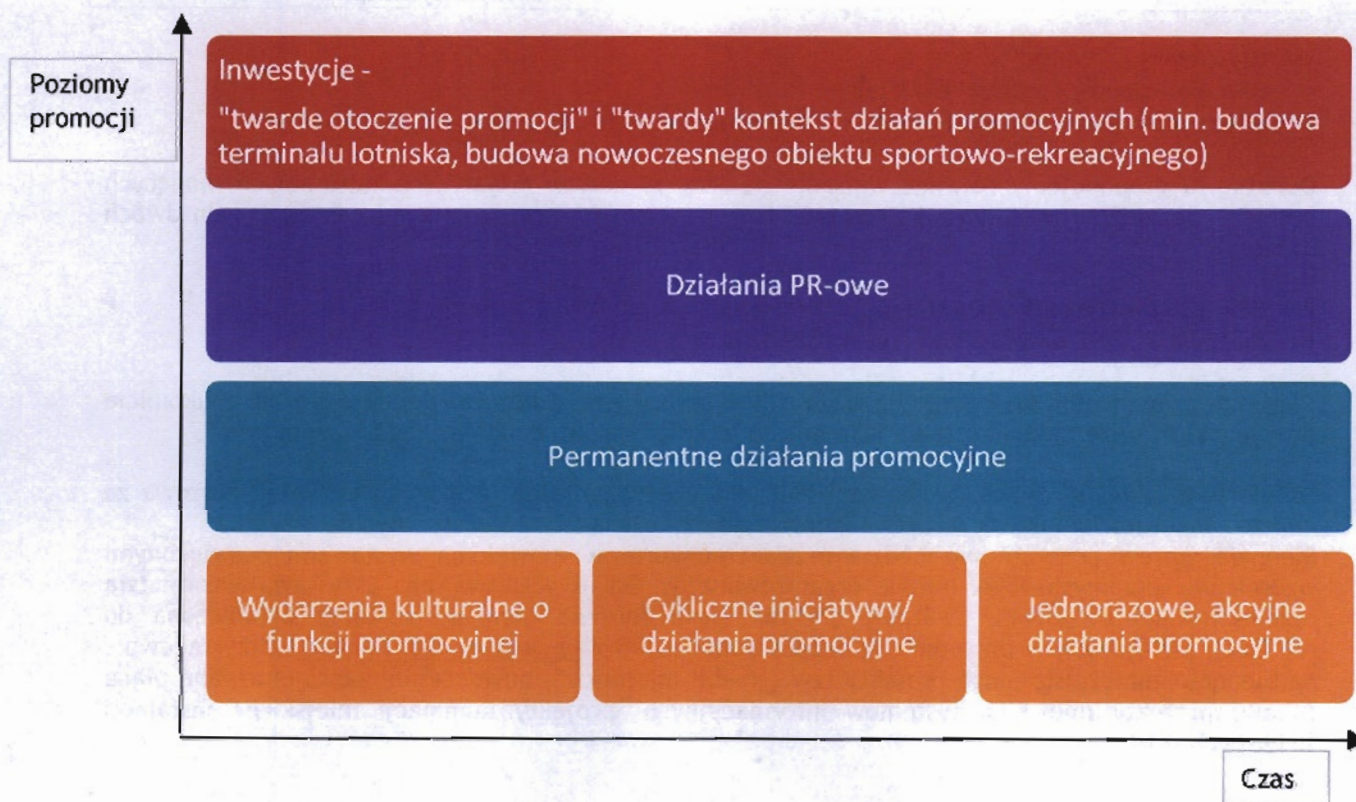 Poziomy
promocji
Inwestycje -
"twarde otoczenie promocji" i "twardy" kontekst działań promocyjnych (min. budowa
terminalu lotniska, budowa nowoczesnego obiektu sportowo-rekreacyjnego)
Działania PR-owe
Permanentne działania promocyjne
Wydarzenia kulturalne o
funkcji promocyjnej
Cykliczne inicjatywy/
działania promocyjne
Jednorazowe, akcyjne
działania promocyjne
Czas